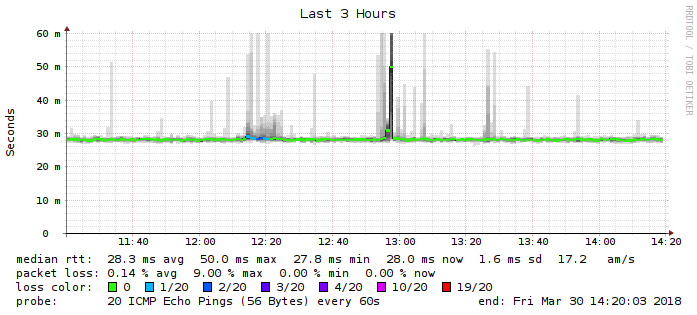 Last 3 Hours
RRDTOOL / TOBI OETIKER
Seconds
60 m
50 m
40 m
30 m
20 m
10 m
0
11:40 12:00 12:20 12:40 13:00 13:20 13:40 14:00 14:20
median rtt: 28.3 ms avg 50.0 ms max 27.8 ms min 28.0 ms now 1.6 ms sd 17.2 am/s
packet loss: 0.14 % avg 9.00 % max 0.00 % min 0.00 % now
loss color: 0 1/20 2/20 3/20 4/20 10/20 19/20
probe: 20 ICMP Echo Pings (56 Bytes) every 60s end: Fri Mar 30 14:20:03 2018